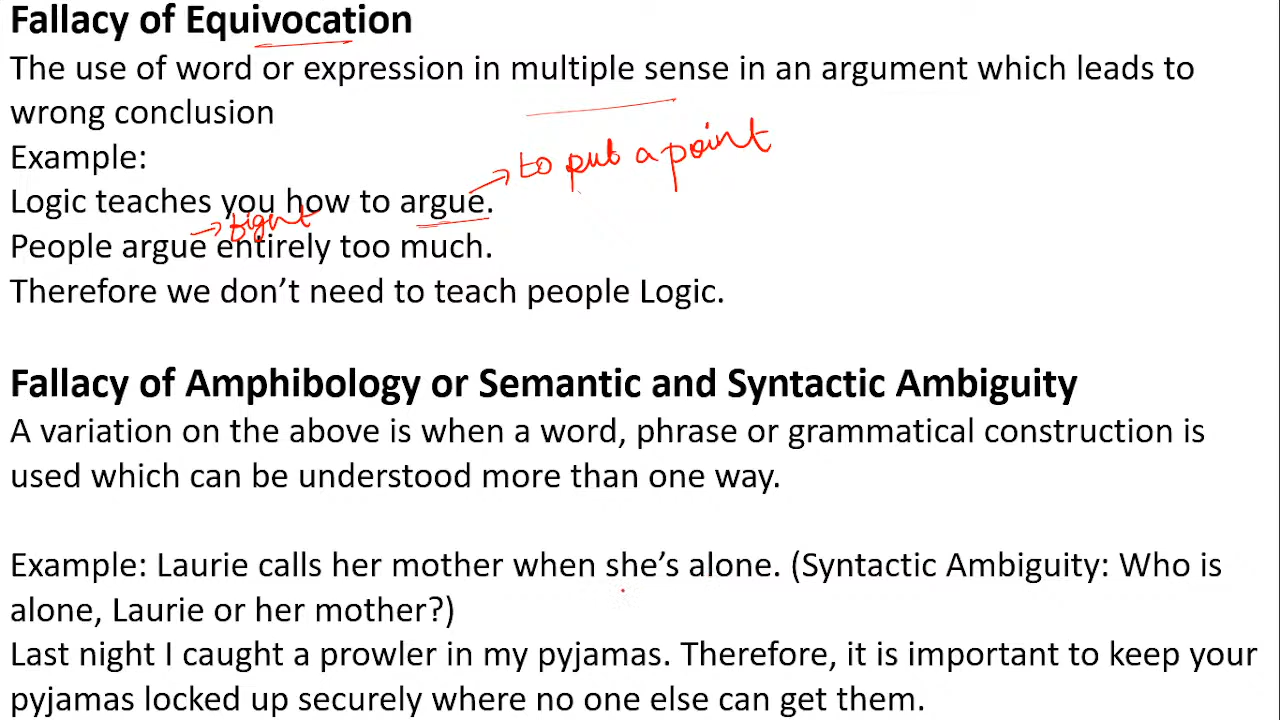 Fallacy of Equivocation
The use of word or expression in multiple sense in an argument which leads to
wrong conclusion
Example:
→ to put a point
Logic teaches you how to argue.
→ fight
People argue entirely too much.
Therefore we don’t need to teach people Logic.
Fallacy of Amphibology or Semantic and Syntactic Ambiguity
A variation on the above is when a word, phrase or grammatical construction is
used which can be understood more than one way.
Example: Laurie calls her mother when she’s alone. (Syntactic Ambiguity: Who is
alone, Laurie or her mother?)
Last night I caught a prowler in my pyjamas. Therefore, it is important to keep your
pyjamas locked up securely where no one else can get them.